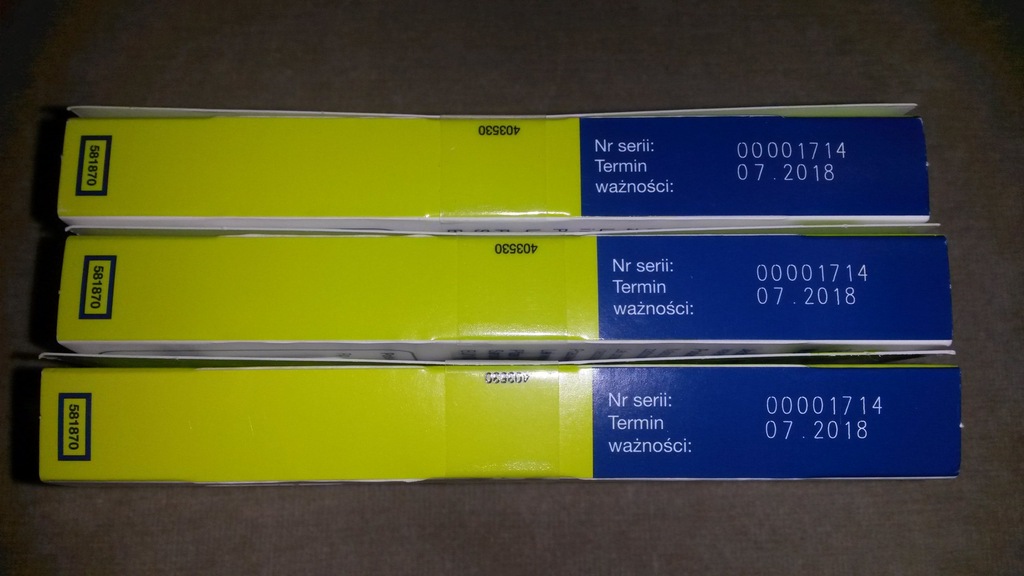 581870
403530
Nr serii: 00001714
Termin 07.2018
ważności:
581870
403530
Nr serii: 00001714
Termin 07.2018
ważności:
581870
403530
Nr serii: 00001714
Termin 07.2018
ważności: